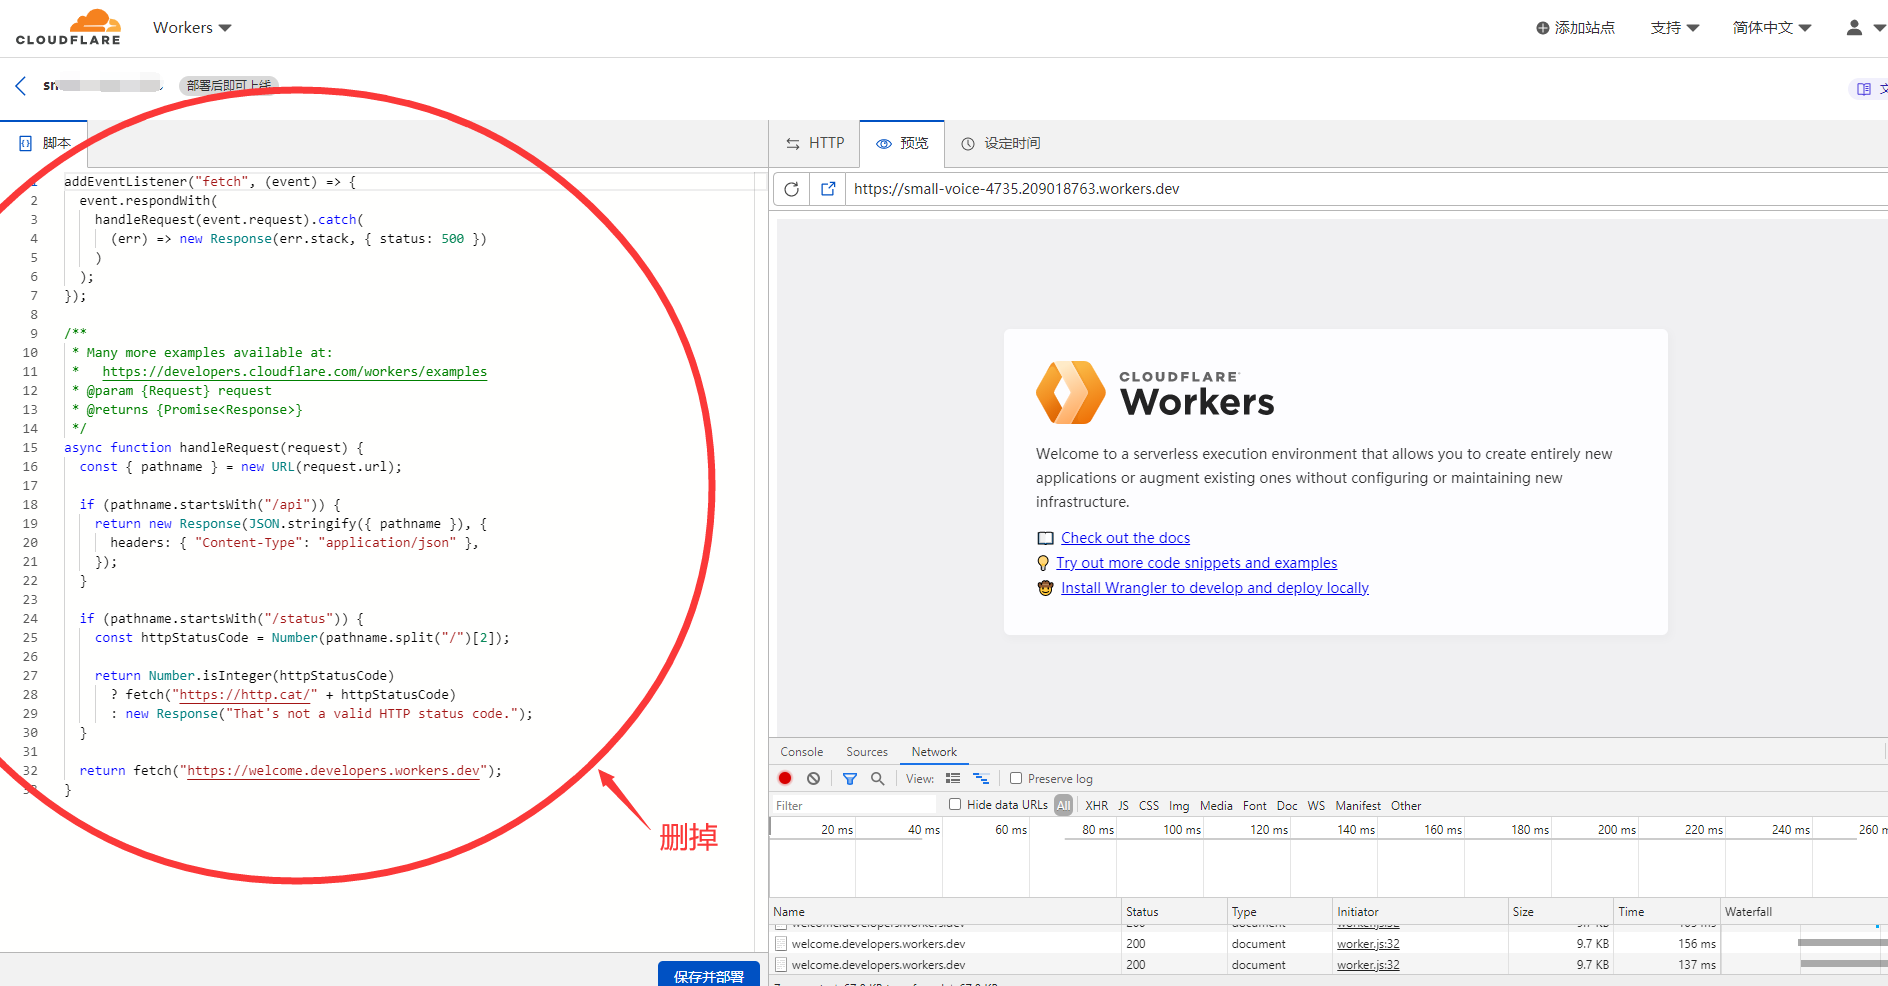 CLOUDFLARE
Workers
添加站点
支持
简体中文
部署后即可上线
脚本
HTTP
预览
设定时间
https://small-voice-4735.209018763.workers.dev
1 addEventListener("fetch", (event) => {
2 event.respondWith(
3 handleRequest(event.request).catch(
4 (err) => new Response(err.stack, { status: 500 })
5 )
6 );
7 });
8
9 /**
10 * Many more examples available at:
11 * https://developers.cloudflare.com/workers/examples
12 * @param {Request} request
13 * @returns {Promise<Response>}
14 */
15 async function handleRequest(request) {
16 const { pathname } = new URL(request.url);
17
18 if (pathname.startsWith("/api")) {
19 return new Response(JSON.stringify({ pathname }), {
20 headers: { "Content-Type": "application/json" },
21 });
22 }
23
24 if (pathname.startsWith("/status")) {
25 const httpStatusCode = Number(pathname.split("/")[2]);
26
27 return Number.isInteger(httpStatusCode)
28 ? fetch("https://http.cat/" + httpStatusCode)
29 : new Response("That's not a valid HTTP status code.");
30 }
31
32 return fetch("https://welcome.developers.workers.dev");
33 }
删掉
保存并部署
CLOUDFLARE
Workers
Welcome to a serverless execution environment that allows you to create entirely new
applications or augment existing ones without configuring or maintaining new
infrastructure.
Check out the docs
Try out more code snippets and examples
Install Wrangler to develop and deploy locally
Console Sources Network
View: Preserve log
Filter Hide data URLs All XHR JS CSS Img Media Font Doc WS Manifest Other
20 ms 40 ms 60 ms 80 ms 100 ms 120 ms 140 ms 160 ms 180 ms 200 ms 220 ms 240 ms 260 m
Name Status Type Initiator Size Time Waterfall
welcome.developers.workers.dev 200 document worker.js:32 9.7 KB
welcome.developers.workers.dev 200 document worker.js:32 9.7 KB 156 ms
welcome.developers.workers.dev 200 document worker.js:32 9.7 KB 137 ms